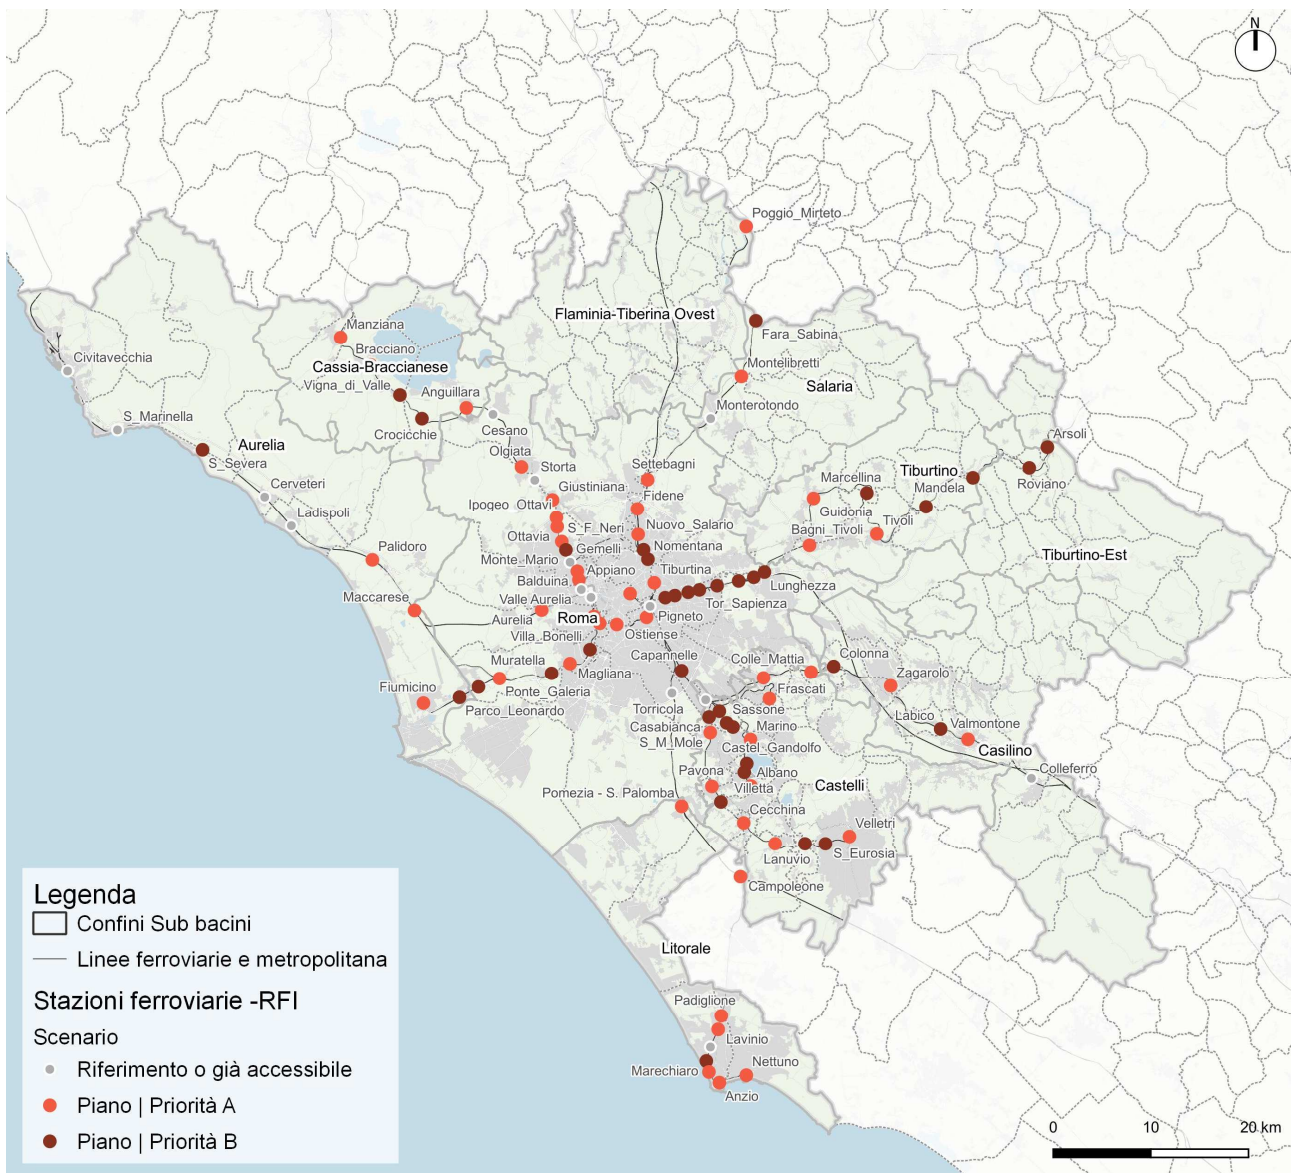 N
Poggio_Mirteto
Flaminia-Tiberina Ovest
Fara_Sabina
Manziana
Bracciano
Civitavecchia
Cassia-Braccianese
Montelibretti
Vigna_di_Valle
Anguillara
Salaria
S_Marinella
Monterotondo
Crocicchie
Cesano
Arsoli
Aurelia
Olgiata
S_Severa
Storta
Settebagni
Tiburtino
Marcellina
Mandela
Roviano
Cerveteri
Giustiniana
Fidene
Ipogeo_Ottavi
Guidonia
Ladispoli
S_F_Neri
Nuovo_Salario
Bagni_Tivoli
Tivoli
Ottavia
Gemelli
Nomentana
Palidoro
Monte_Mario
Tiburtino-Est
Appiano
Tiburtina
Balduina
Lunghezza
Maccarese
Valle Aurelia
Tor_Sapienza
Aurelia
Roma
Pigneto
Villa_Bonelli
Ostiense
Capannelle
Colonna
Muratella
Colle_Mattia
Magliana
Zagarolo
Fiumicino
Ponte_Galeria
Frascati
Parco_Leonardo
Torricola
Sassone
Labico
Casabianca
Marino
Valmontone
S_M_Mole
Castel_Gandolfo
Casilino
Pavona
Albano
Colleferro
Villetta
Castelli
Pomezia - S. Palomba
Cecchina
Velletri
Lanuvio
S_Eurosia
Campoleone
Litorale
Padiglione
Lavinio
Nettuno
Marechiaro
Anzio
Legenda
Confini Sub bacini
Linee ferroviarie e metropolitana
Stazioni ferroviarie -RFI
Scenario
Riferimento o già accessibile
Piano | Priorità A
Piano | Priorità B
0 10 20 km